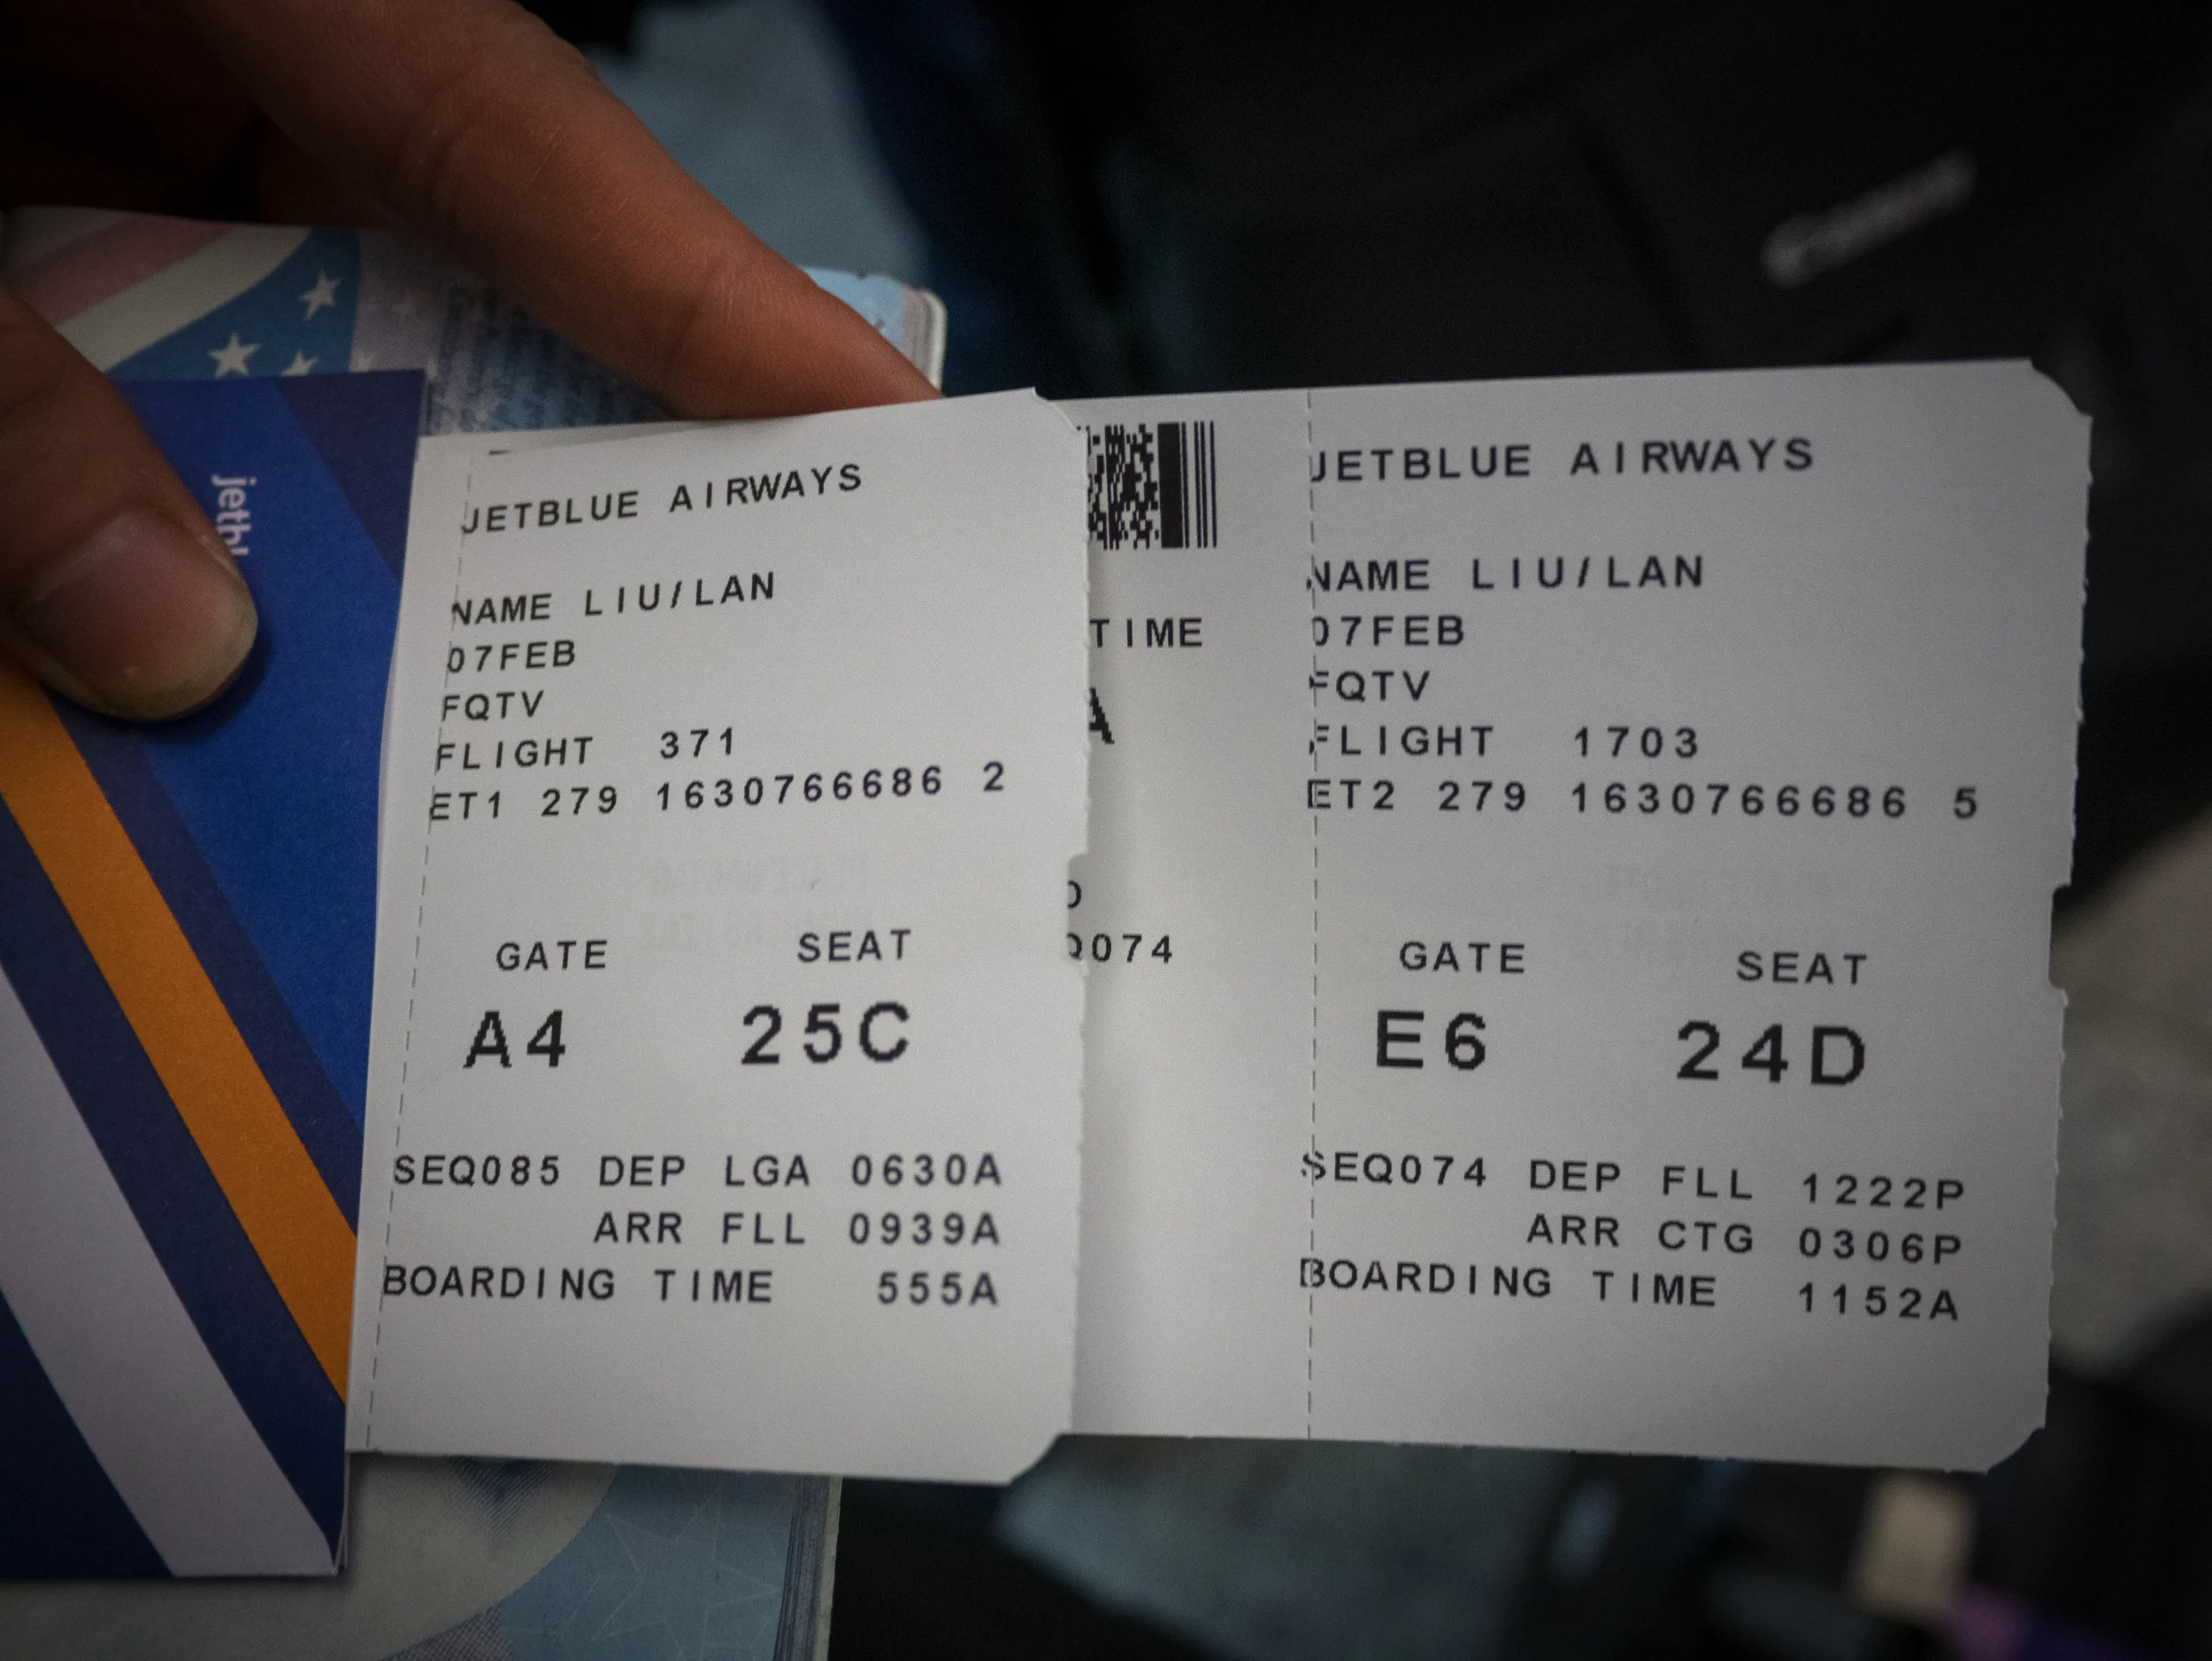 jetbl
JETBLUE AIRWAYS
NAME LIU/LAN
07FEB
FQTV
FLIGHT 371
ET1 279 1630766686 2
GATE SEAT
A4 25C
SEQ085 DEP LGA 0630A
ARR FLL 0939A
BOARDING TIME 555A
TIME
A
074
JETBLUE AIRWAYS
NAME LIU/LAN
07FEB
FQTV
FLIGHT 1703
ET2 279 1630766686 5
GATE SEAT
E6 24D
SEQ074 DEP FLL 1222P
ARR CTG 0306P
BOARDING TIME 1152A